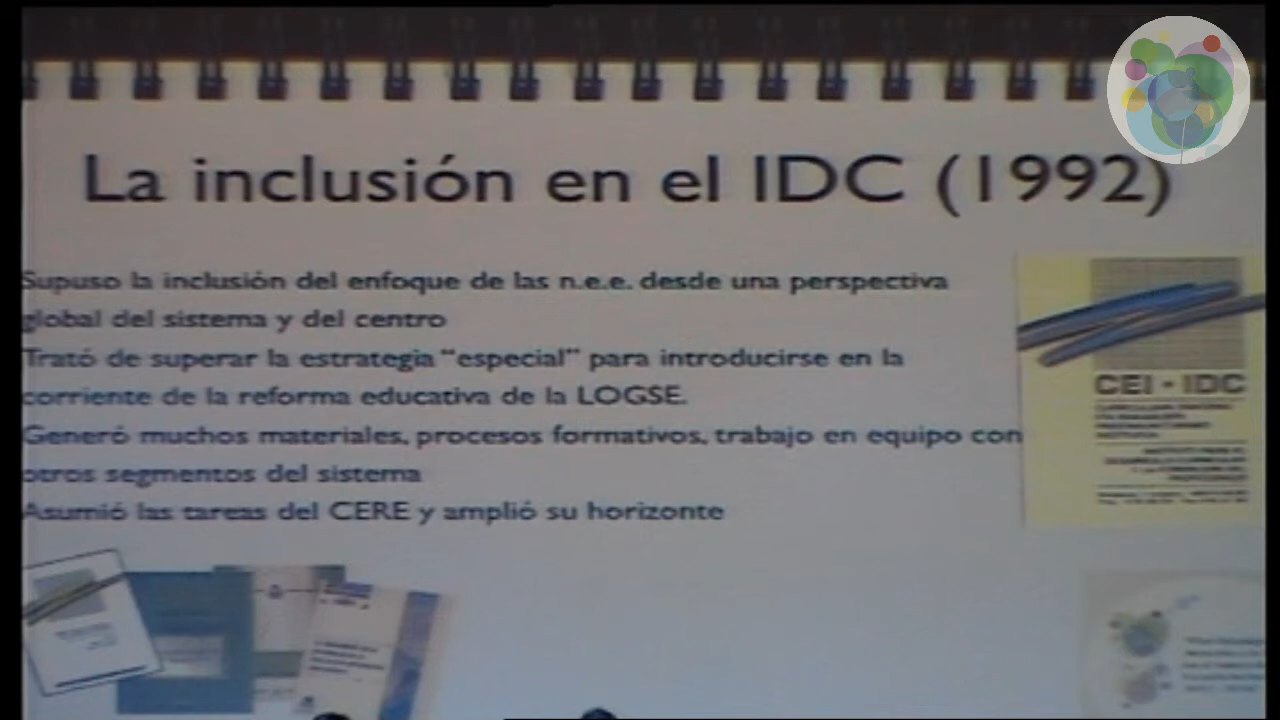 La inclusión en el IDC (1992)
Supuso la inclusión del enfoque de las n.e.e. desde una perspectiva
global del sistema y del centro
Trató de superar la estrategia “especial” para introducirse en la
corriente de la reforma educativa de la LOGSE.
Generó muchos materiales, procesos formativos, trabajo en equipo con
otros segmentos del sistema
Asumió las tareas del CERE y amplió su horizonte
CEI · IDC